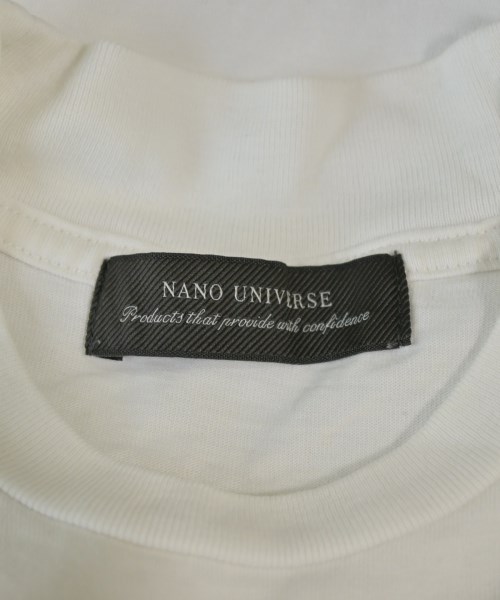 NANO UNIVERSE
Products that provide with confidence